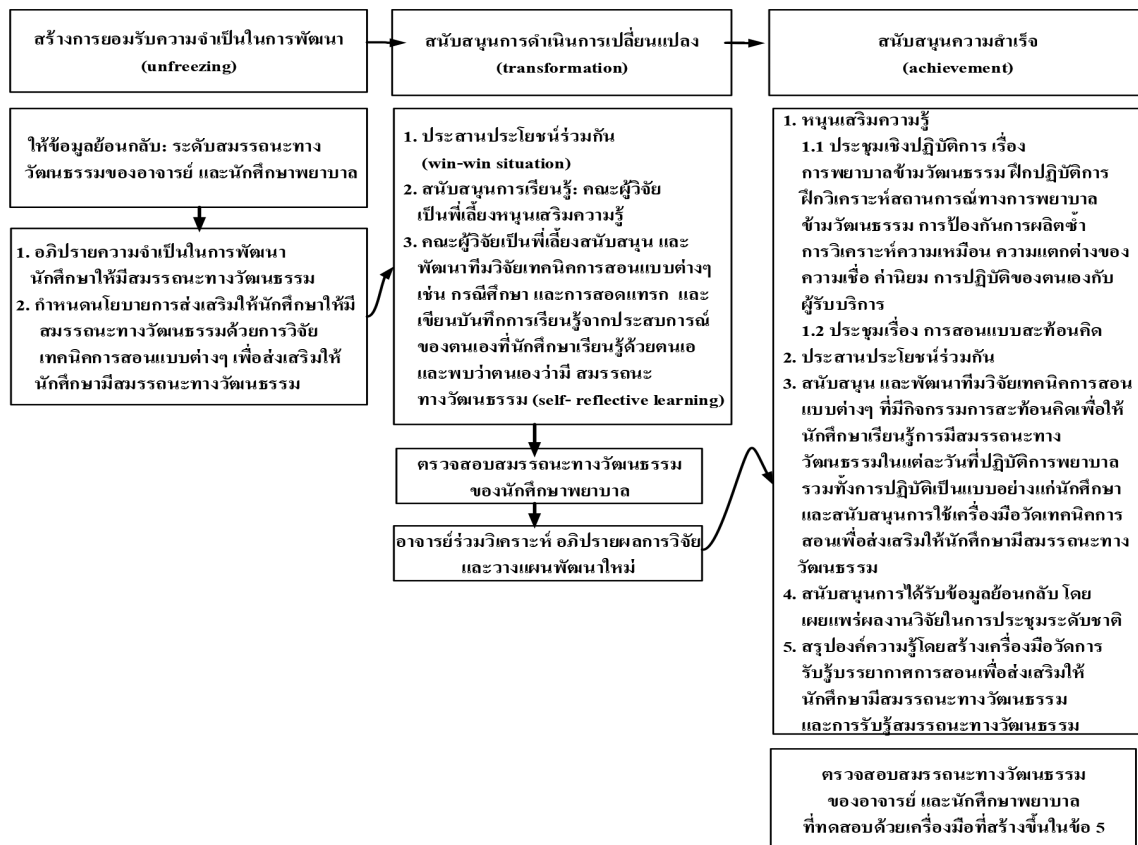 สร้างการยอมรับความจำเป็นในการพัฒนา
(unfreezing)
ให้ข้อมูลย้อนกลับ: ระดับสมรรถนะทาง
วัฒนธรรมของอาจารย์ และนักศึกษาพยาบาล
1. อภิปรายความจำเป็นในการพัฒนา
นักศึกษาให้มีสมรรถนะทางวัฒนธรรม
2. กำหนดนโยบายการส่งเสริมให้นักศึกษาให้มี
สมรรถนะทางวัฒนธรรมด้วยการวิจัย
เทคนิคการสอนแบบต่างๆ เพื่อส่งเสริมให้
นักศึกษามีสมรรถนะทางวัฒนธรรม
สนับสนุนการดำเนินการเปลี่ยนแปลง
(transformation)
1. ประสานประโยชน์ร่วมกัน
(win-win situation)
2. สนับสนุนการเรียนรู้: คณะผู้วิจัย
เป็นพี่เลี้ยงหนุนเสริมความรู้
3. คณะผู้วิจัยเป็นพี่เลี้ยงสนับสนุน และ
พัฒนาทีมวิจัยเทคนิคการสอนแบบต่างๆ
เช่น กรณีศึกษา และการสอดแทรก และ
เขียนบันทึกการเรียนรู้จากประสบการณ์
ของตนเองที่นักศึกษาเรียนรู้ด้วยตนเอ
และพบว่าตนเองว่ามี สมรรถนะ
ทางวัฒนธรรม (self- reflective learning)
ตรวจสอบสมรรถนะทางวัฒนธรรม
ของนักศึกษาพยาบาล
อาจารย์ร่วมวิเคราะห์ อภิปรายผลการวิจัย
และวางแผนพัฒนาใหม่
สนับสนุนความสำเร็จ
(achievement)
1. หนุนเสริมความรู้
1.1 ประชุมเชิงปฏิบัติการ เรื่อง
การพยาบาลข้ามวัฒนธรรม ฝึกปฏิบัติการ
ฝึกวิเคราะห์สถานการณ์ทางการพยาบาล
ข้ามวัฒนธรรม การป้องกันการผลิตซ้ำ
การวิเคราะห์ความเหมือน ความแตกต่างของ
ความเชื่อ ค่านิยม การปฏิบัติของตนเองกับ
ผู้รับบริการ
1.2 ประชุมเรื่อง การสอนแบบสะท้อนคิด
2. ประสานประโยชน์ร่วมกัน
3. สนับสนุน และพัฒนาทีมวิจัยเทคนิคการสอน
แบบต่างๆ ที่มีกิจกรรมการสะท้อนคิดเพื่อให้
นักศึกษาเรียนรู้การมีสมรรถนะทาง
วัฒนธรรมในแต่ละวันที่ปฏิบัติการพยาบาล
รวมทั้งการปฏิบัติเป็นแบบอย่างแก่นักศึกษา
และสนับสนุนการใช้เครื่องมือวัดเทคนิคการ
สอนเพื่อส่งเสริมให้นักศึกษามีสมรรถนะทาง
วัฒนธรรม
4. สนับสนุนการได้รับข้อมูลย้อนกลับ โดย
เผยแพร่ผลงานวิจัยในการประชุมระดับชาติ
5. สรุปองค์ความรู้โดยสร้างเครื่องมือวัดการ
รับรู้บรรยากาศการสอนเพื่อส่งเสริมให้
นักศึกษามีสมรรถนะทางวัฒนธรรม
และการรับรู้สมรรถนะทางวัฒนธรรม
ตรวจสอบสมรรถนะทางวัฒนธรรม
ของอาจารย์ และนักศึกษาพยาบาล
ที่ทดสอบด้วยเครื่องมือที่สร้างขึ้นในข้อ 5